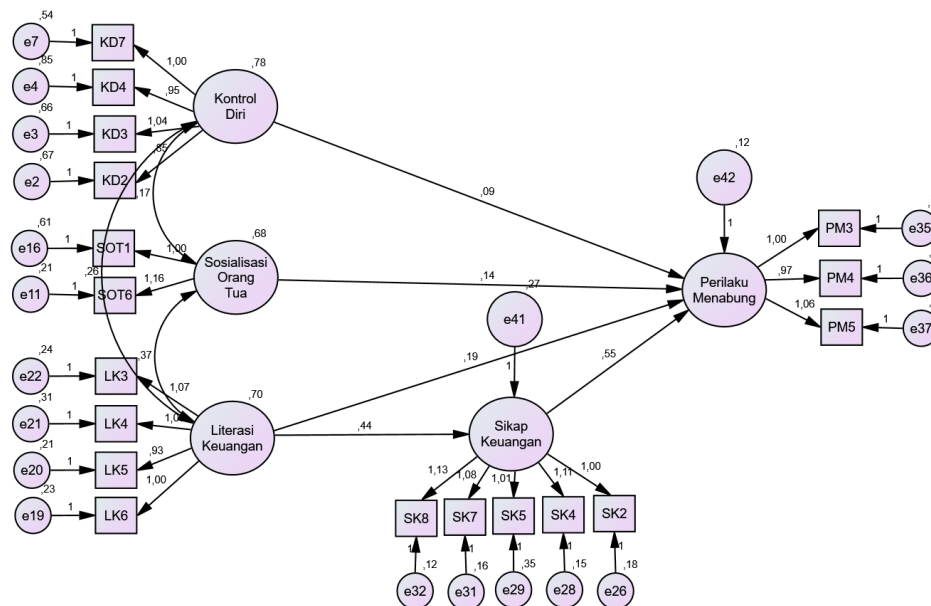 ,54
e7
1
KD7
1,00
,85
e4
1
KD4
,95
,78
Kontrol
Diri
,66
e3
1
KD3
1,04
,67
e2
1
KD2
,85
,17
,09
,12
e42
1
,61
e16
1
SOT1
1,00
,68
Sosialisasi
Orang
Tua
,21
e11
1
,26
SOT6
1,16
,14
Perilaku
Menabung
1,00
PM3
1
e35
,97
PM4
1
e36
1,06
PM5
1
e37
,27
e41
1
,19
,55
,24
e22
1
LK3
,37
1,07
,31
e21
1
LK4
,70
Literasi
Keuangan
,44
Sikap
Keuangan
,21
e20
1
LK5
,93
,23
e19
1
LK6
1,00
1,13
1,08
1,01
1,11
1,00
SK8
SK7
SK5
SK4
SK2
1
1
1
1
1
,12
,16
,35
,15
,18
e32
e31
e29
e28
e26